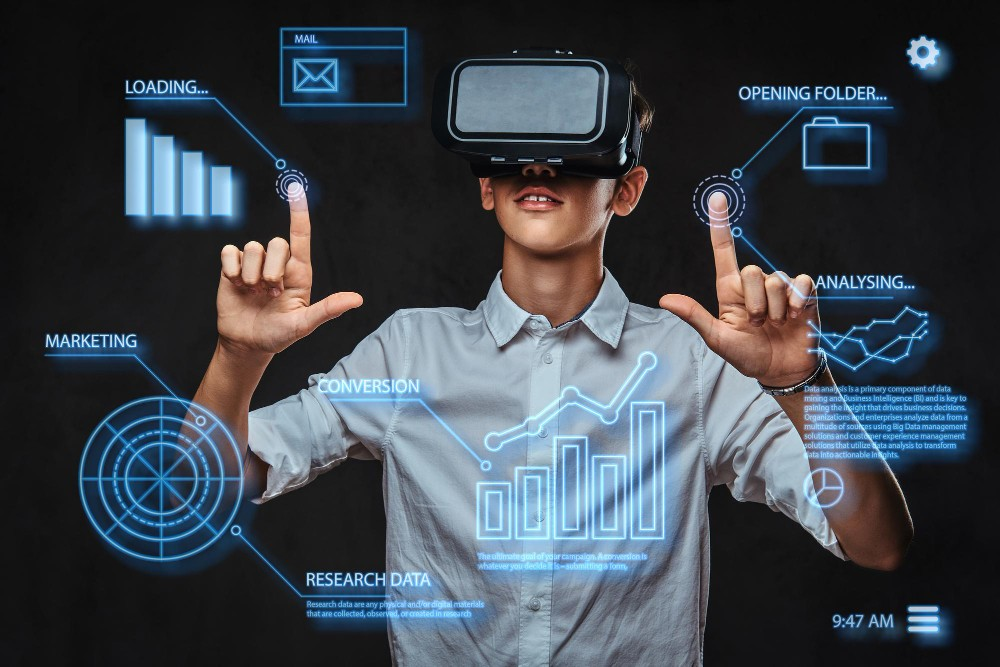 MAIL
LOADING...
OPENING FOLDER...
ANALYSING...
MARKETING
CONVERSION
Data analysis is a primary component of data
mining and Business Intelligence (BI) and is key to
gaining the insight that drives business decisions.
Organizations and enterprises analyze data from a
multitude of sources using Big Data management
solutions and customer experience management
solutions that utilize data analysis to transform
data into actionable insights.
The ultimate goal of your campaign. A conversion is
whatever you decide it is – submitting a form,
RESEARCH DATA
Research data are any physical and/or digital materials
that are collected, observed, or created in research
9:47 AM